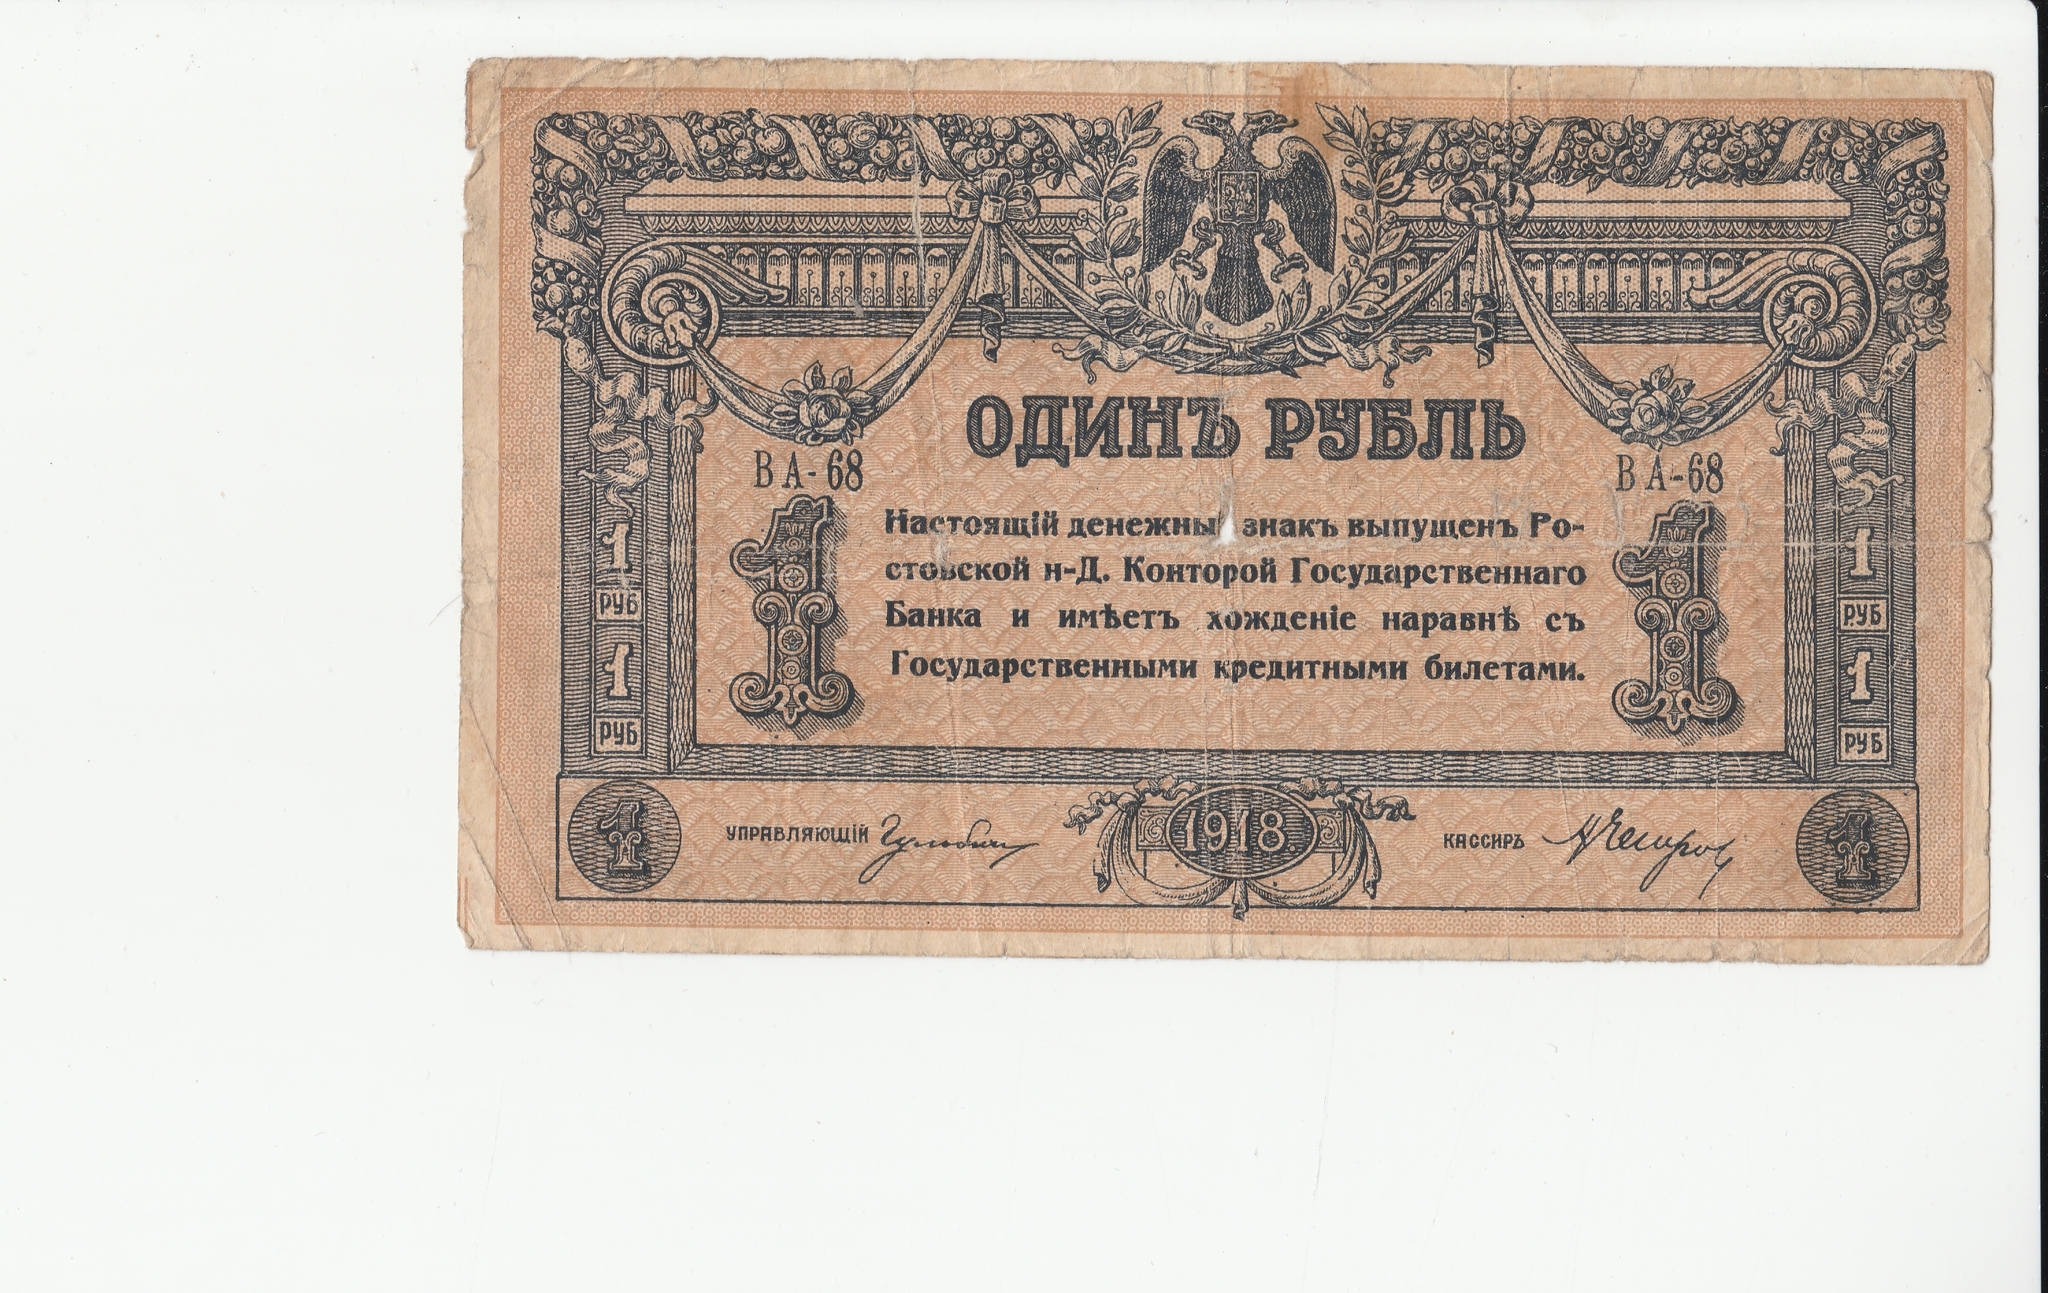 ОДИНЪ РУБЛЬ
ВА-68
ВА-68
1
1
Настоящій денежны знакъ выпущенъ Ро-
стовской н-Д. Конторой Государственнаго
Банка и имѣетъ хожденіе наравнѣ съ
Государственными кредитными билетами.
1
РУБ
1
РУБ
1
РУБ
1
РУБ
1
УПРАВЛЯЮЩІЙ
1918.
КАССИРЪ
1